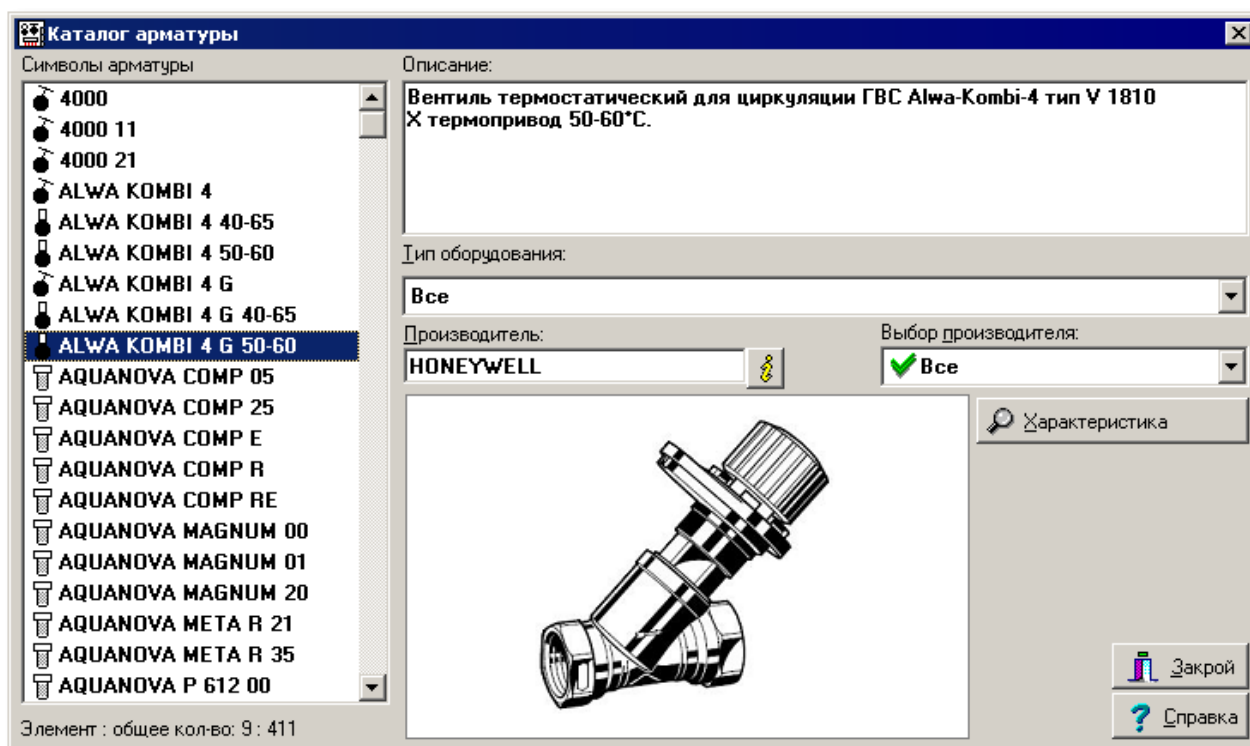 Каталог арматуры
Символы арматуры
4000
4000 11
4000 21
ALWA KOMBI 4
ALWA KOMBI 4 40-65
ALWA KOMBI 4 50-60
ALWA KOMBI 4 G
ALWA KOMBI 4 G 40-65
ALWA KOMBI 4 G 50-60
AQUANOVA COMP 05
AQUANOVA COMP 25
AQUANOVA COMP E
AQUANOVA COMP R
AQUANOVA COMP RE
AQUANOVA MAGNUM 00
AQUANOVA MAGNUM 01
AQUANOVA MAGNUM 20
AQUANOVA META R 21
AQUANOVA META R 35
AQUANOVA P 612 00
Элемент : общее кол-во: 9 : 411
Описание:
Вентиль термостатический для циркуляции ГВС Alwa-Kombi-4 тип V 1810
X термопривод 50-60*C.
Тип оборудования:
Все
Производитель:
HONEYWELL
Выбор производителя:
Все
Характеристика
Закрой
Справка